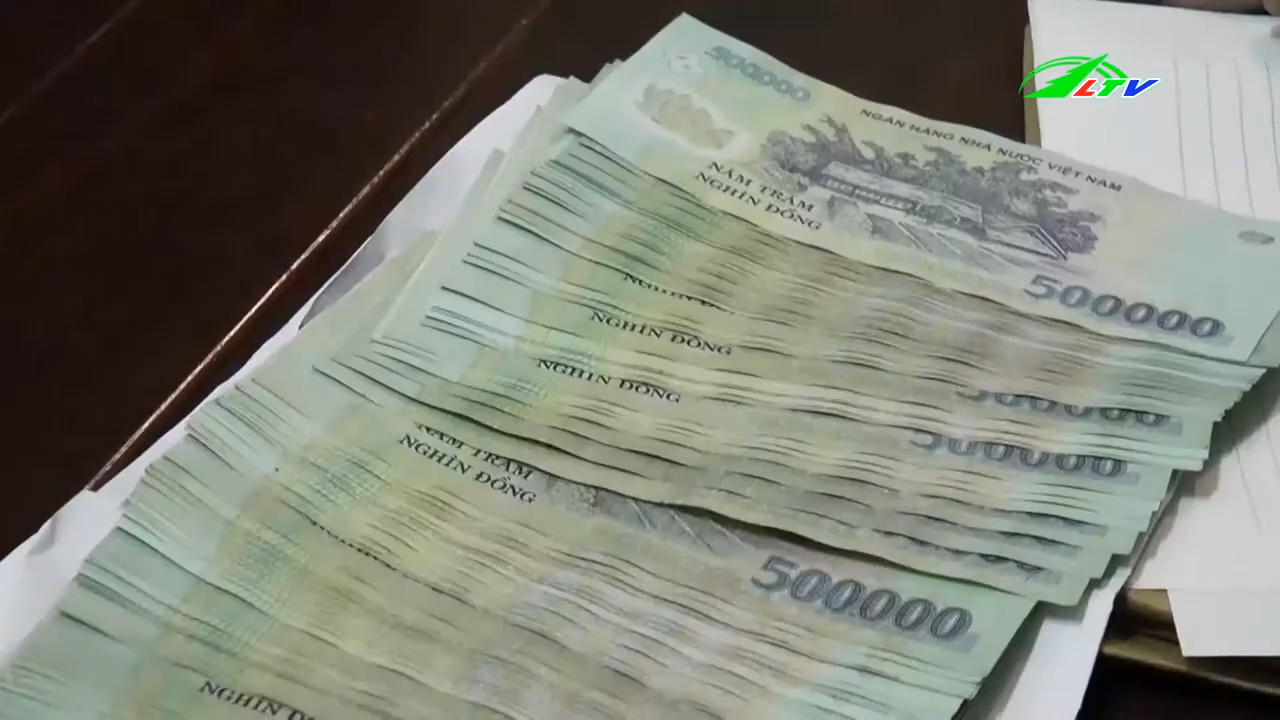 LTV
500000
NGÂN HÀNG NHÀ NƯỚC VIỆT NAM
NĂM TRĂM
NGHÌN ĐỒNG
500000
NGHÌN ĐỒNG
NGHÌN ĐỒNG
500000
500000
NĂM TRĂM
NGHÌN ĐỒNG
500000
NGHÌN